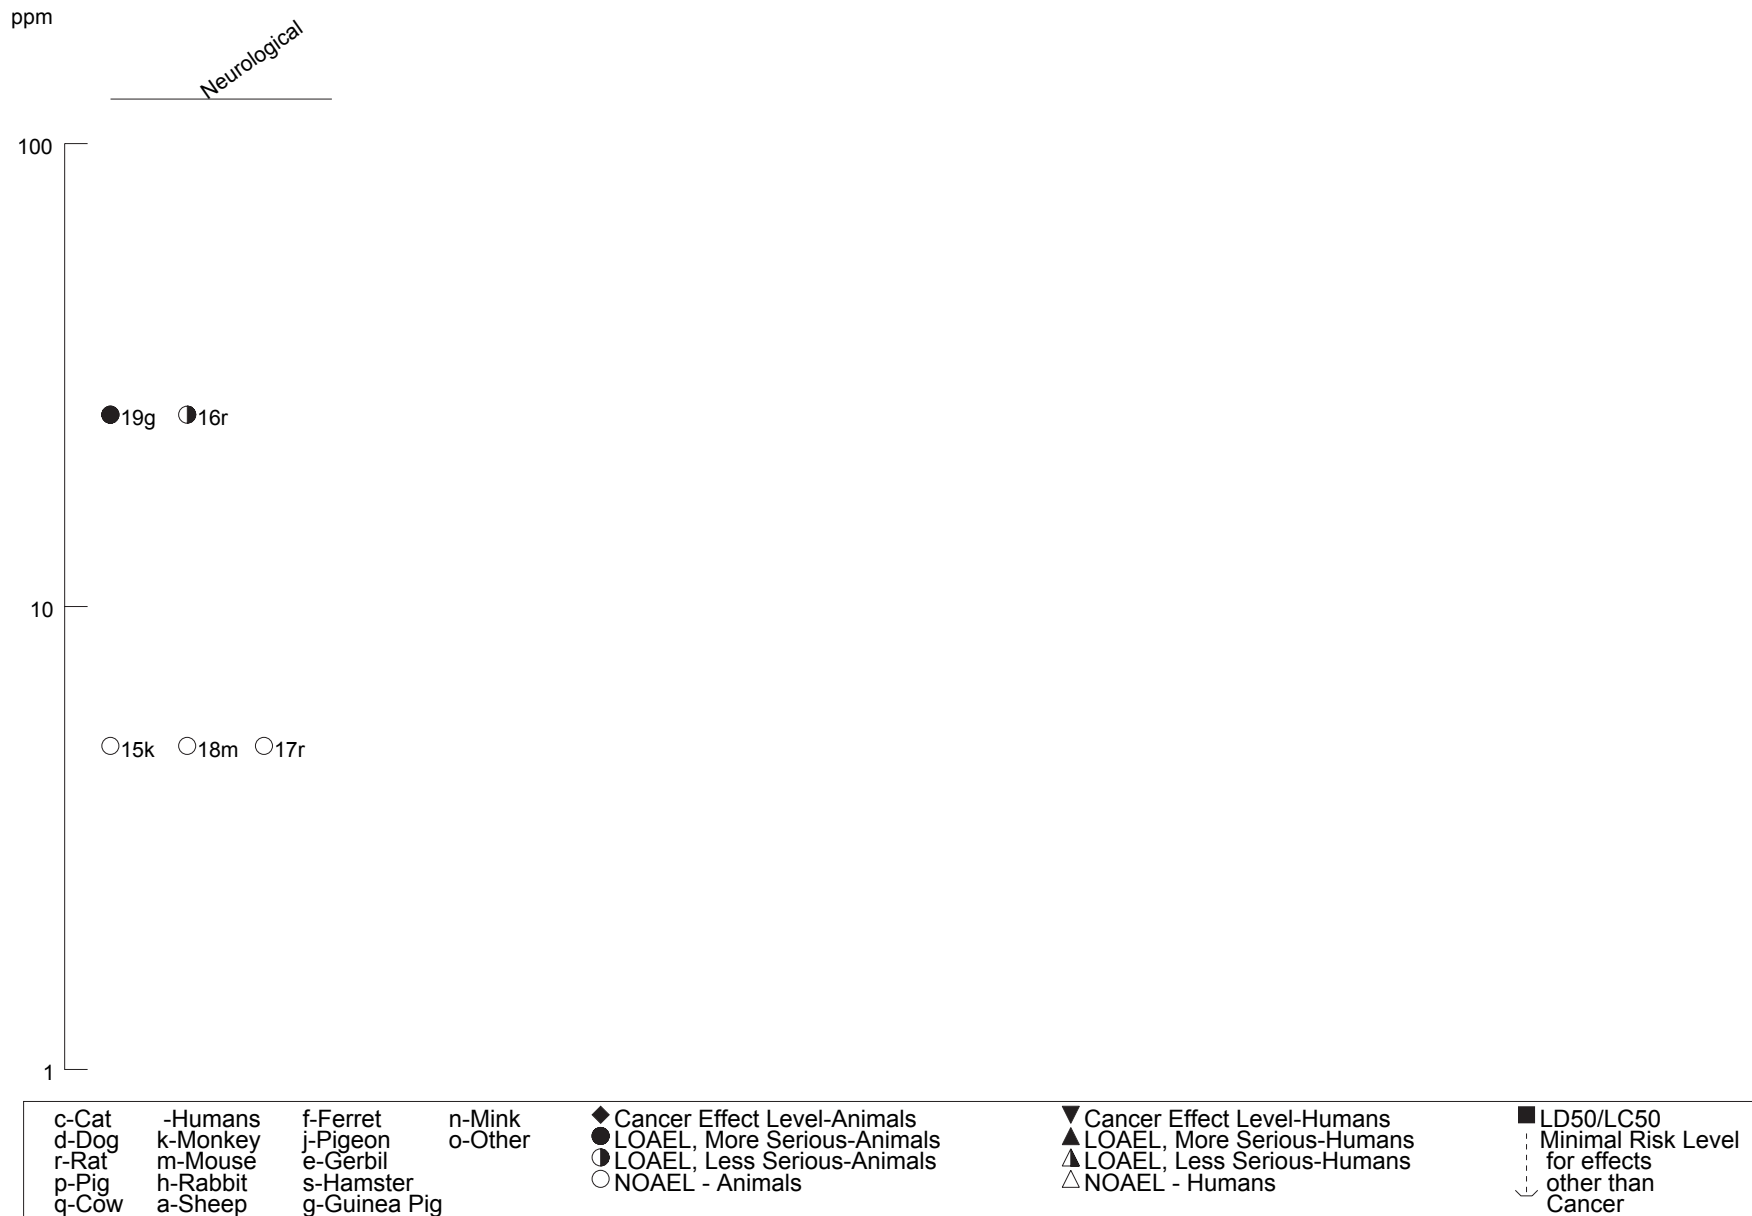 ppm
Neurological
100
19g 16r
10
15k 18m 17r
1
c-Cat -Humans f-Ferret n-Mink
d-Dog k-Monkey j-Pigeon o-Other
r-Rat m-Mouse e-Gerbil
p-Pig h-Rabbit s-Hamster
q-Cow a-Sheep g-Guinea Pig
Cancer Effect Level-Animals
LOAEL, More Serious-Animals
LOAEL, Less Serious-Animals
NOAEL - Animals
Cancer Effect Level-Humans
LOAEL, More Serious-Humans
LOAEL, Less Serious-Humans
NOAEL - Humans
LD50/LC50
Minimal Risk Level
for effects
other than
Cancer